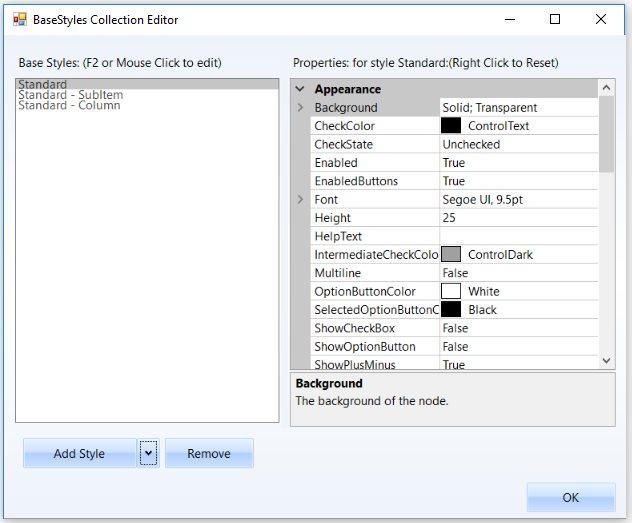 BaseStyles Collection Editor
Base Styles: (F2 or Mouse Click to edit)
Standard
Standard - SubItem
Standard - Column
Add Style
Remove
Properties: for style Standard:(Right Click to Reset)
Appearance
Background Solid; Transparent
CheckColor ControlText
CheckState Unchecked
Enabled True
EnabledButtons True
Font Segoe UI, 9.5pt
Height 25
HelpText
IntermediateCheckColo ControlDark
Multiline False
OptionButtonColor White
SelectedOptionButtonC Black
ShowCheckBox False
ShowOptionButton False
ShowPlusMinus True
Background
The background of the node.
OK